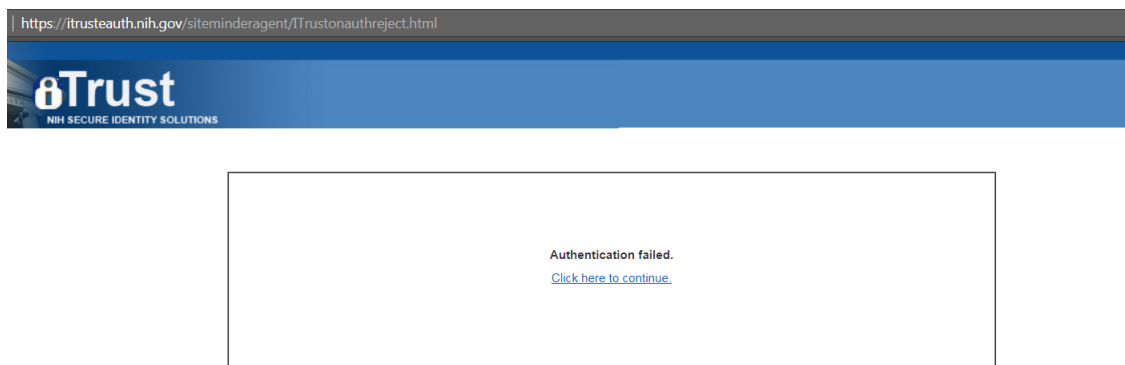 https://itrusteauth.nih.gov/siteminderagent/ITrustonauthreject.html
iTrust
NIH SECURE IDENTITY SOLUTIONS
Authentication failed.
Click here to continue.